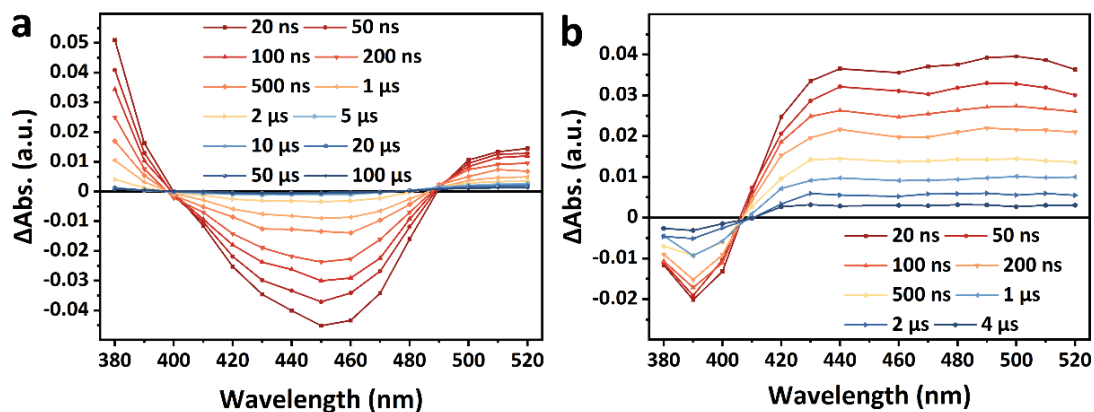 a
20 ns 50 ns
100 ns 200 ns
500 ns 1 µs
2 µs 5 µs
10 µs 20 µs
50 µs 100 µs
0.05
0.04
0.03
0.02
0.01
0
-0.01
-0.02
-0.03
-0.04
ΔAbs. (a.u.)
380 400 420 440 460 480 500 520
Wavelength (nm)
b
0.04
0.03
0.02
0.01
0
-0.01
-0.02
ΔAbs. (a.u.)
20 ns 50 ns
100 ns 200 ns
500 ns 1 µs
2 µs 4 µs
380 400 420 440 460 480 500 520
Wavelength (nm)